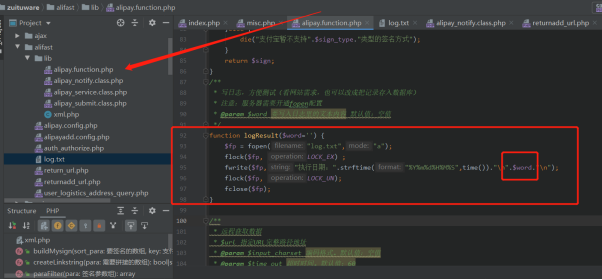 zuituware › alifast › lib › alipay.function.php
Project
ajax
alifast
lib
alipay.function.php
alipay_notify.class.php
alipay_service.class.php
alipay_submit.class.php
xml.php
alipay.config.php
alipayadd.config.php
auth_authorize.php
log.txt
return_url.php
returnadd_url.php
user_logistics_address_query.php
Structure PHP
xml.php
buildMysign(sort_para: 要签名的数组, key: 支
createLinkstring(para: 需要拼接的数组): bool|s
paraFilter(para: 签名参数组): array
index.php misc.php alipay.function.php log.txt alipay_notify.class.php returnadd_url.php
die("支付宝暂不支持".$sign_type."类型的签名方式");
}
return $sign;
}
/**
* 写日志，方便测试（看网站需求，也可以改成把记录存入数据库）
* 注意：服务器需要开通fopen配置
* @param $word 要写入日志里的文本内容 默认值：空值
*/
function logResult($word='') {
$fp = fopen( filename: "log.txt", mode: "a");
flock($fp, operation: LOCK_EX) ;
fwrite($fp, string: "执行日期：".strftime( format: "%Y%m%d%H%M%S",time())."\n".$word."\n");
flock($fp, operation: LOCK_UN);
fclose($fp);
}
100
/**
* 远程获取数据
* $url 指定URL完整路径地址
* @param $input_charset 编码格式。默认值：空值
* @param $time_out 超时时间。默认值：60